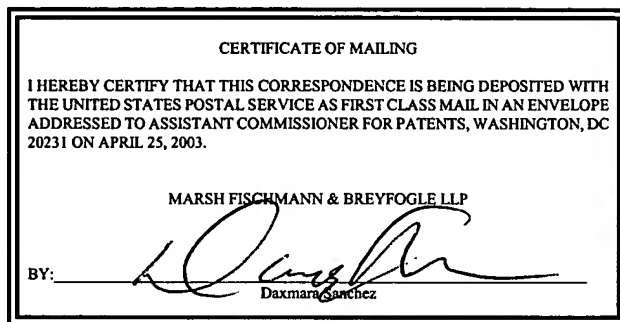 CERTIFICATE OF MAILING
I HEREBY CERTIFY THAT THIS CORRESPONDENCE IS BEING DEPOSITED WITH
THE UNITED STATES POSTAL SERVICE AS FIRST CLASS MAIL IN AN ENVELOPE
ADDRESSED TO ASSISTANT COMMISSIONER FOR PATENTS, WASHINGTON, DC
20231 ON APRIL 25, 2003.
MARSH FISCHMANN & BREYFOGLE LLP
BY:
Daxmara Sanchez